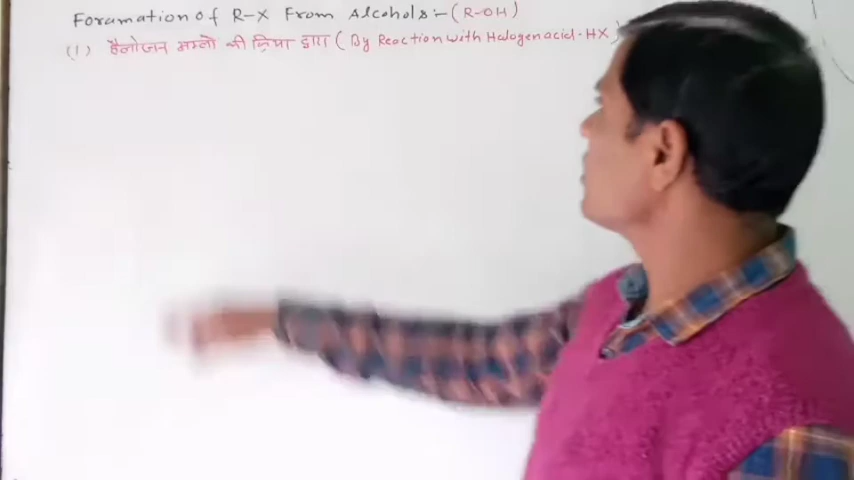 Foramation of R-X From Alcohols:-(R-OH)
(1) हैलोजन अम्लो की क्रिया द्वारा (By Reaction with Halogen acid-HX)